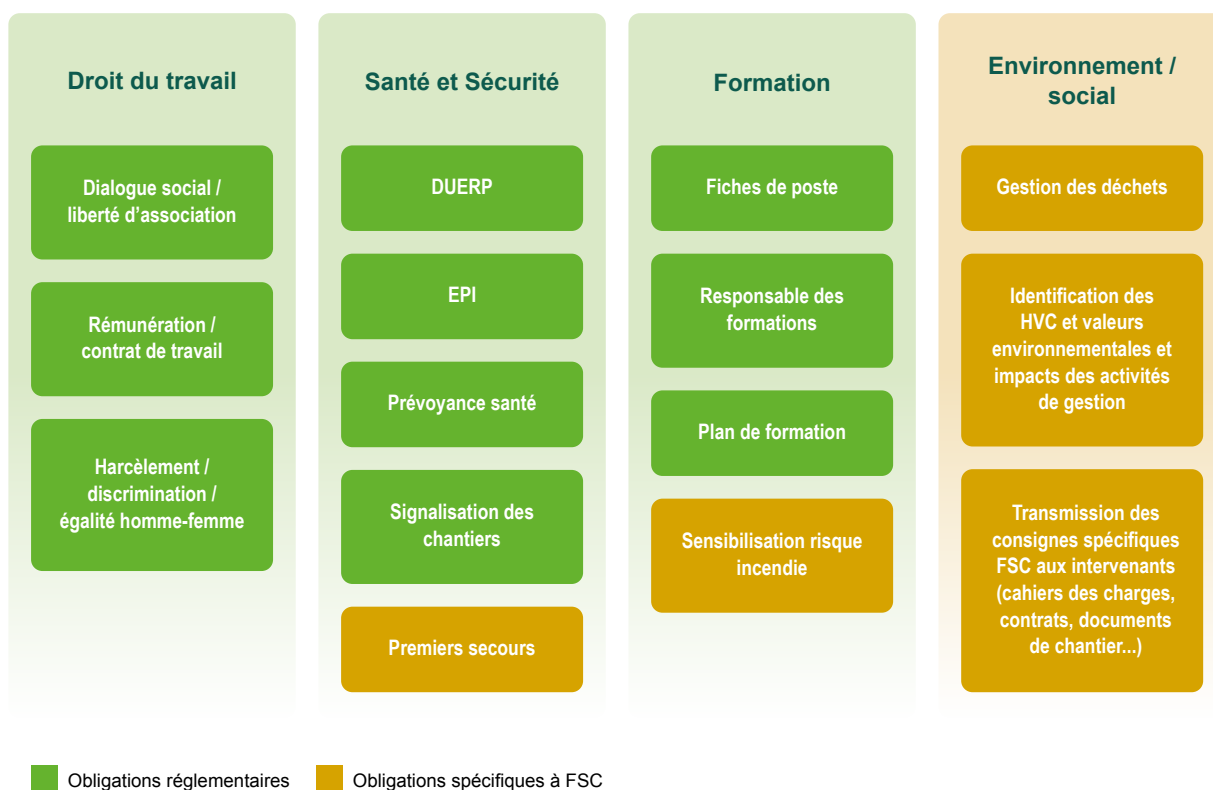 Droit du travail
Dialogue social /
liberté d’association
Rémunération /
contrat de travail
Harcèlement /
discrimination /
égalité homme-femme
Santé et Sécurité
DUERP
EPI
Prévoyance santé
Signalisation des
chantiers
Premiers secours
Formation
Fiches de poste
Responsable des
formations
Plan de formation
Sensibilisation risque
incendie
Environnement /
social
Gestion des déchets
Identification des
HVC et valeurs
environnementales et
impacts des activités
de gestion
Transmission des
consignes spécifiques
FSC aux intervenants
(cahiers des charges,
contrats, documents
de chantier...)
Obligations réglementaires
Obligations spécifiques à FSC